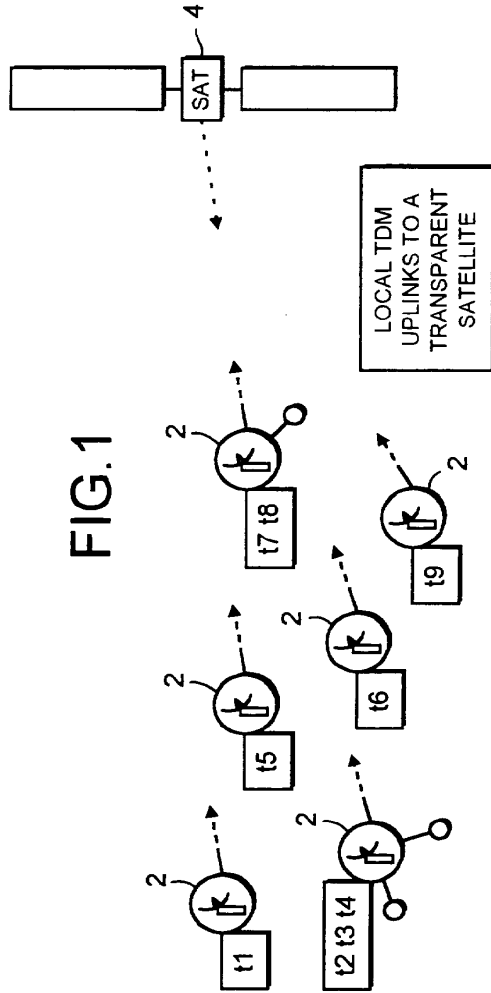 FIG.1
SAT
4
2
t1
2
t2 t3 t4
2
t5
2
t6
2
t7 t8
2
t9
LOCAL TDM
UPLINKS TO A
TRANSPARENT
SATELLITE